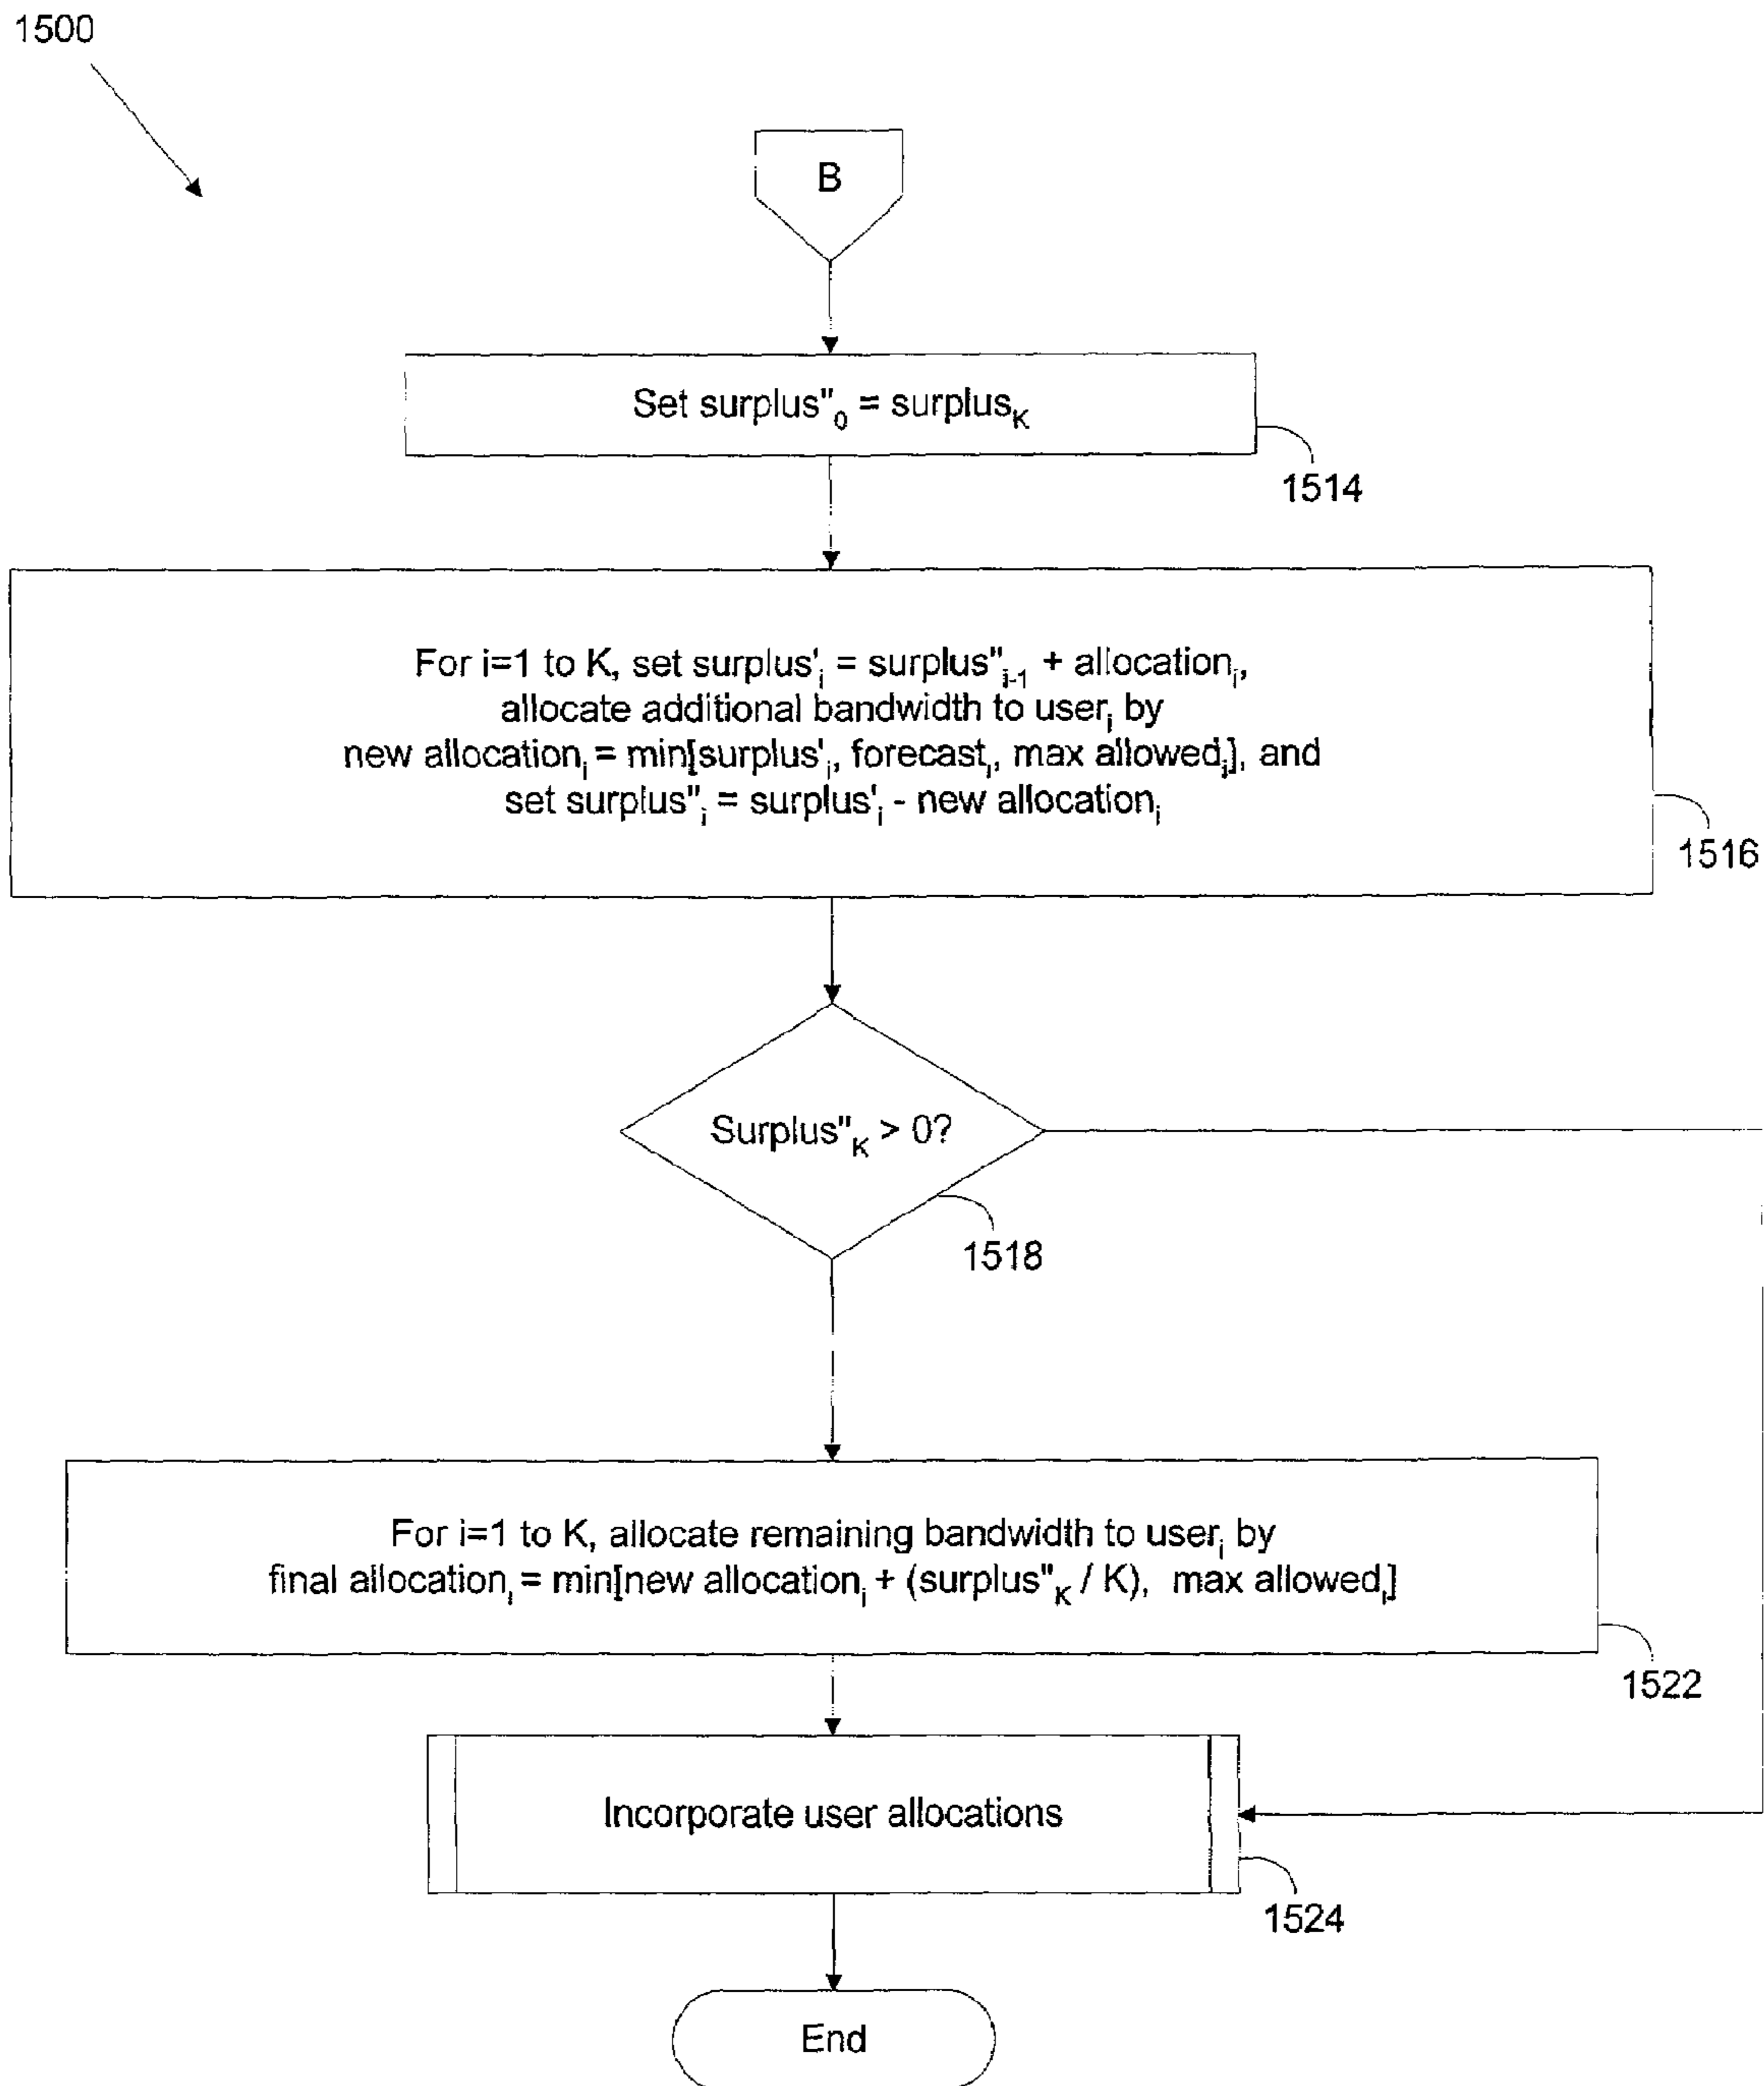 1500
B
Set surplus"₀ = surplus_K
1514
For i=1 to K, set surplus'ᵢ = surplus"ᵢ₋₁ + allocationᵢ,
allocate additional bandwidth to userᵢ by
new allocationᵢ = min[surplus'ᵢ, forecastᵢ, max allowedᵢ], and
set surplus"ᵢ = surplus'ᵢ - new allocationᵢ
1516
Surplus"_K > 0?
1518
For i=1 to K, allocate remaining bandwidth to userᵢ by
final allocationᵢ = min[new allocationᵢ + (surplus"_K / K), max allowedᵢ]
1522
Incorporate user allocations
1524
End